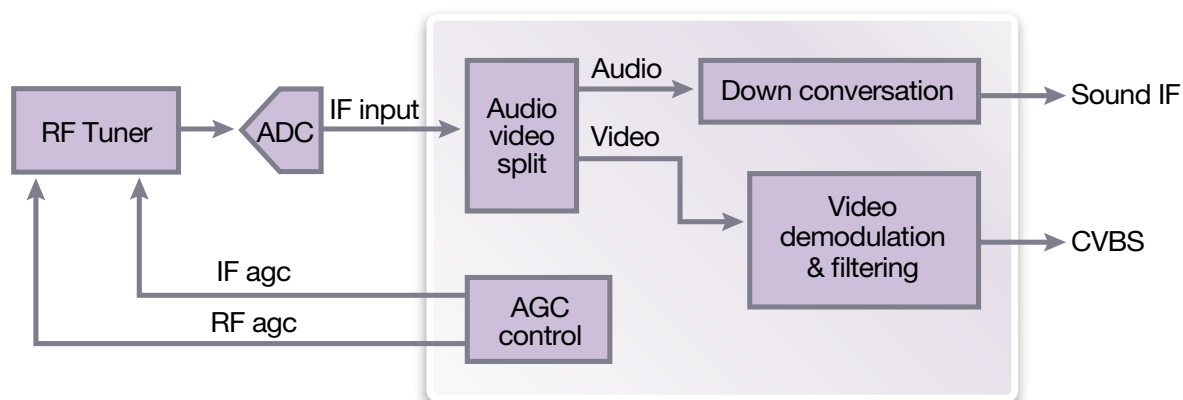 RF Tuner
ADC
IF input
Audio
video
split
Audio
Video
Down conversation
Sound IF
Video
demodulation
& filtering
CVBS
IF agc
RF agc
AGC
control